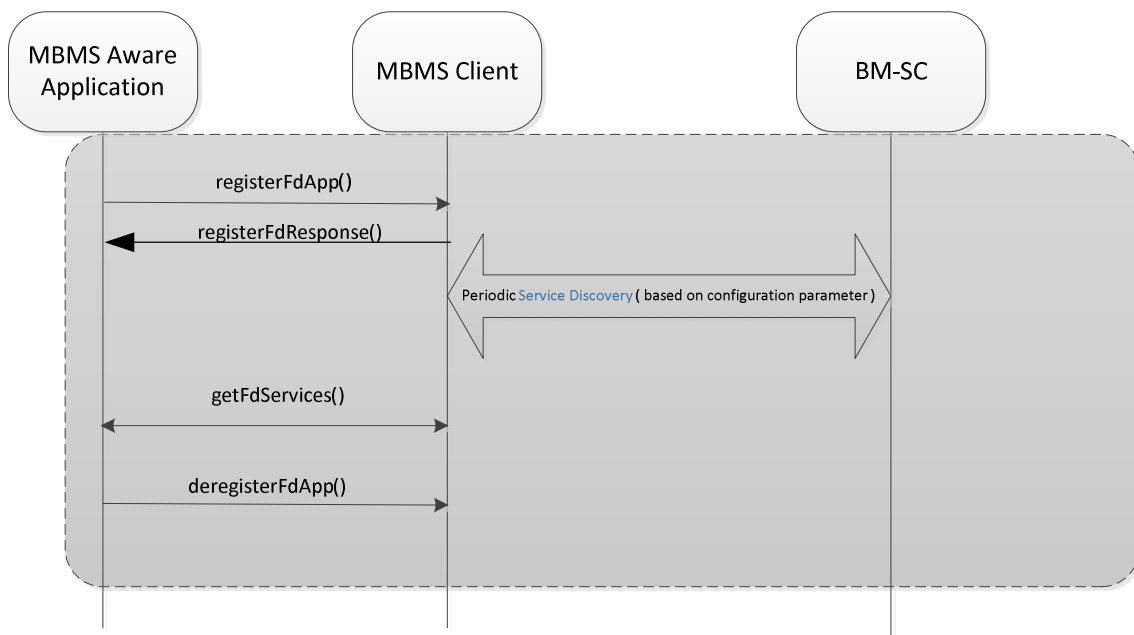 MBMS Aware
Application
MBMS Client
BM-SC
registerFdApp()
registerFdResponse()
Periodic Service Discovery ( based on configuration parameter )
getFdServices()
deregisterFdApp()